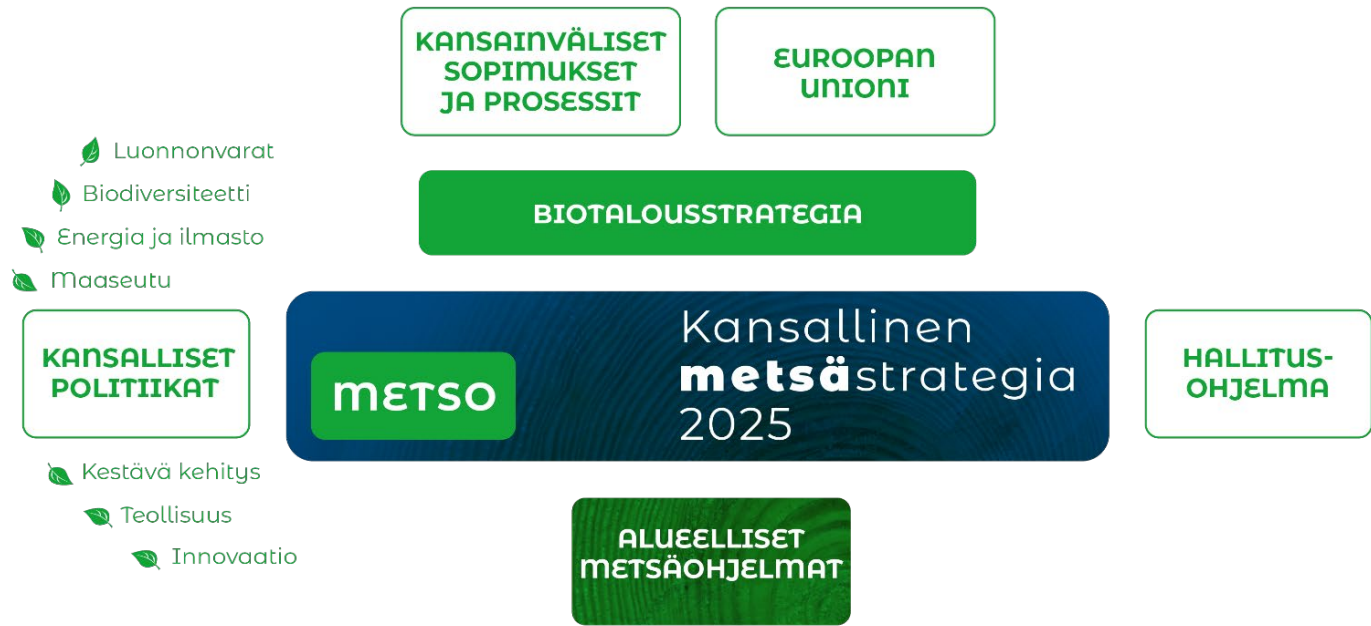 KANSAINVÄLISET
SOPIMUKSET
JA PROSESSIT
EUROOPAN
UNIONI
Luonnonvarat
Biodiversiteetti
Energia ja ilmasto
Maaseutu
BIOTALOUSSTRATEGIA
KANSALLISET
POLITIIKAT
METSO
Kansallinen
metsästrategia
2025
HALLITUS-
OHJELMA
Kestävä kehitys
Teollisuus
Innovaatio
ALUEELLISET
METSÄOHJELMAT